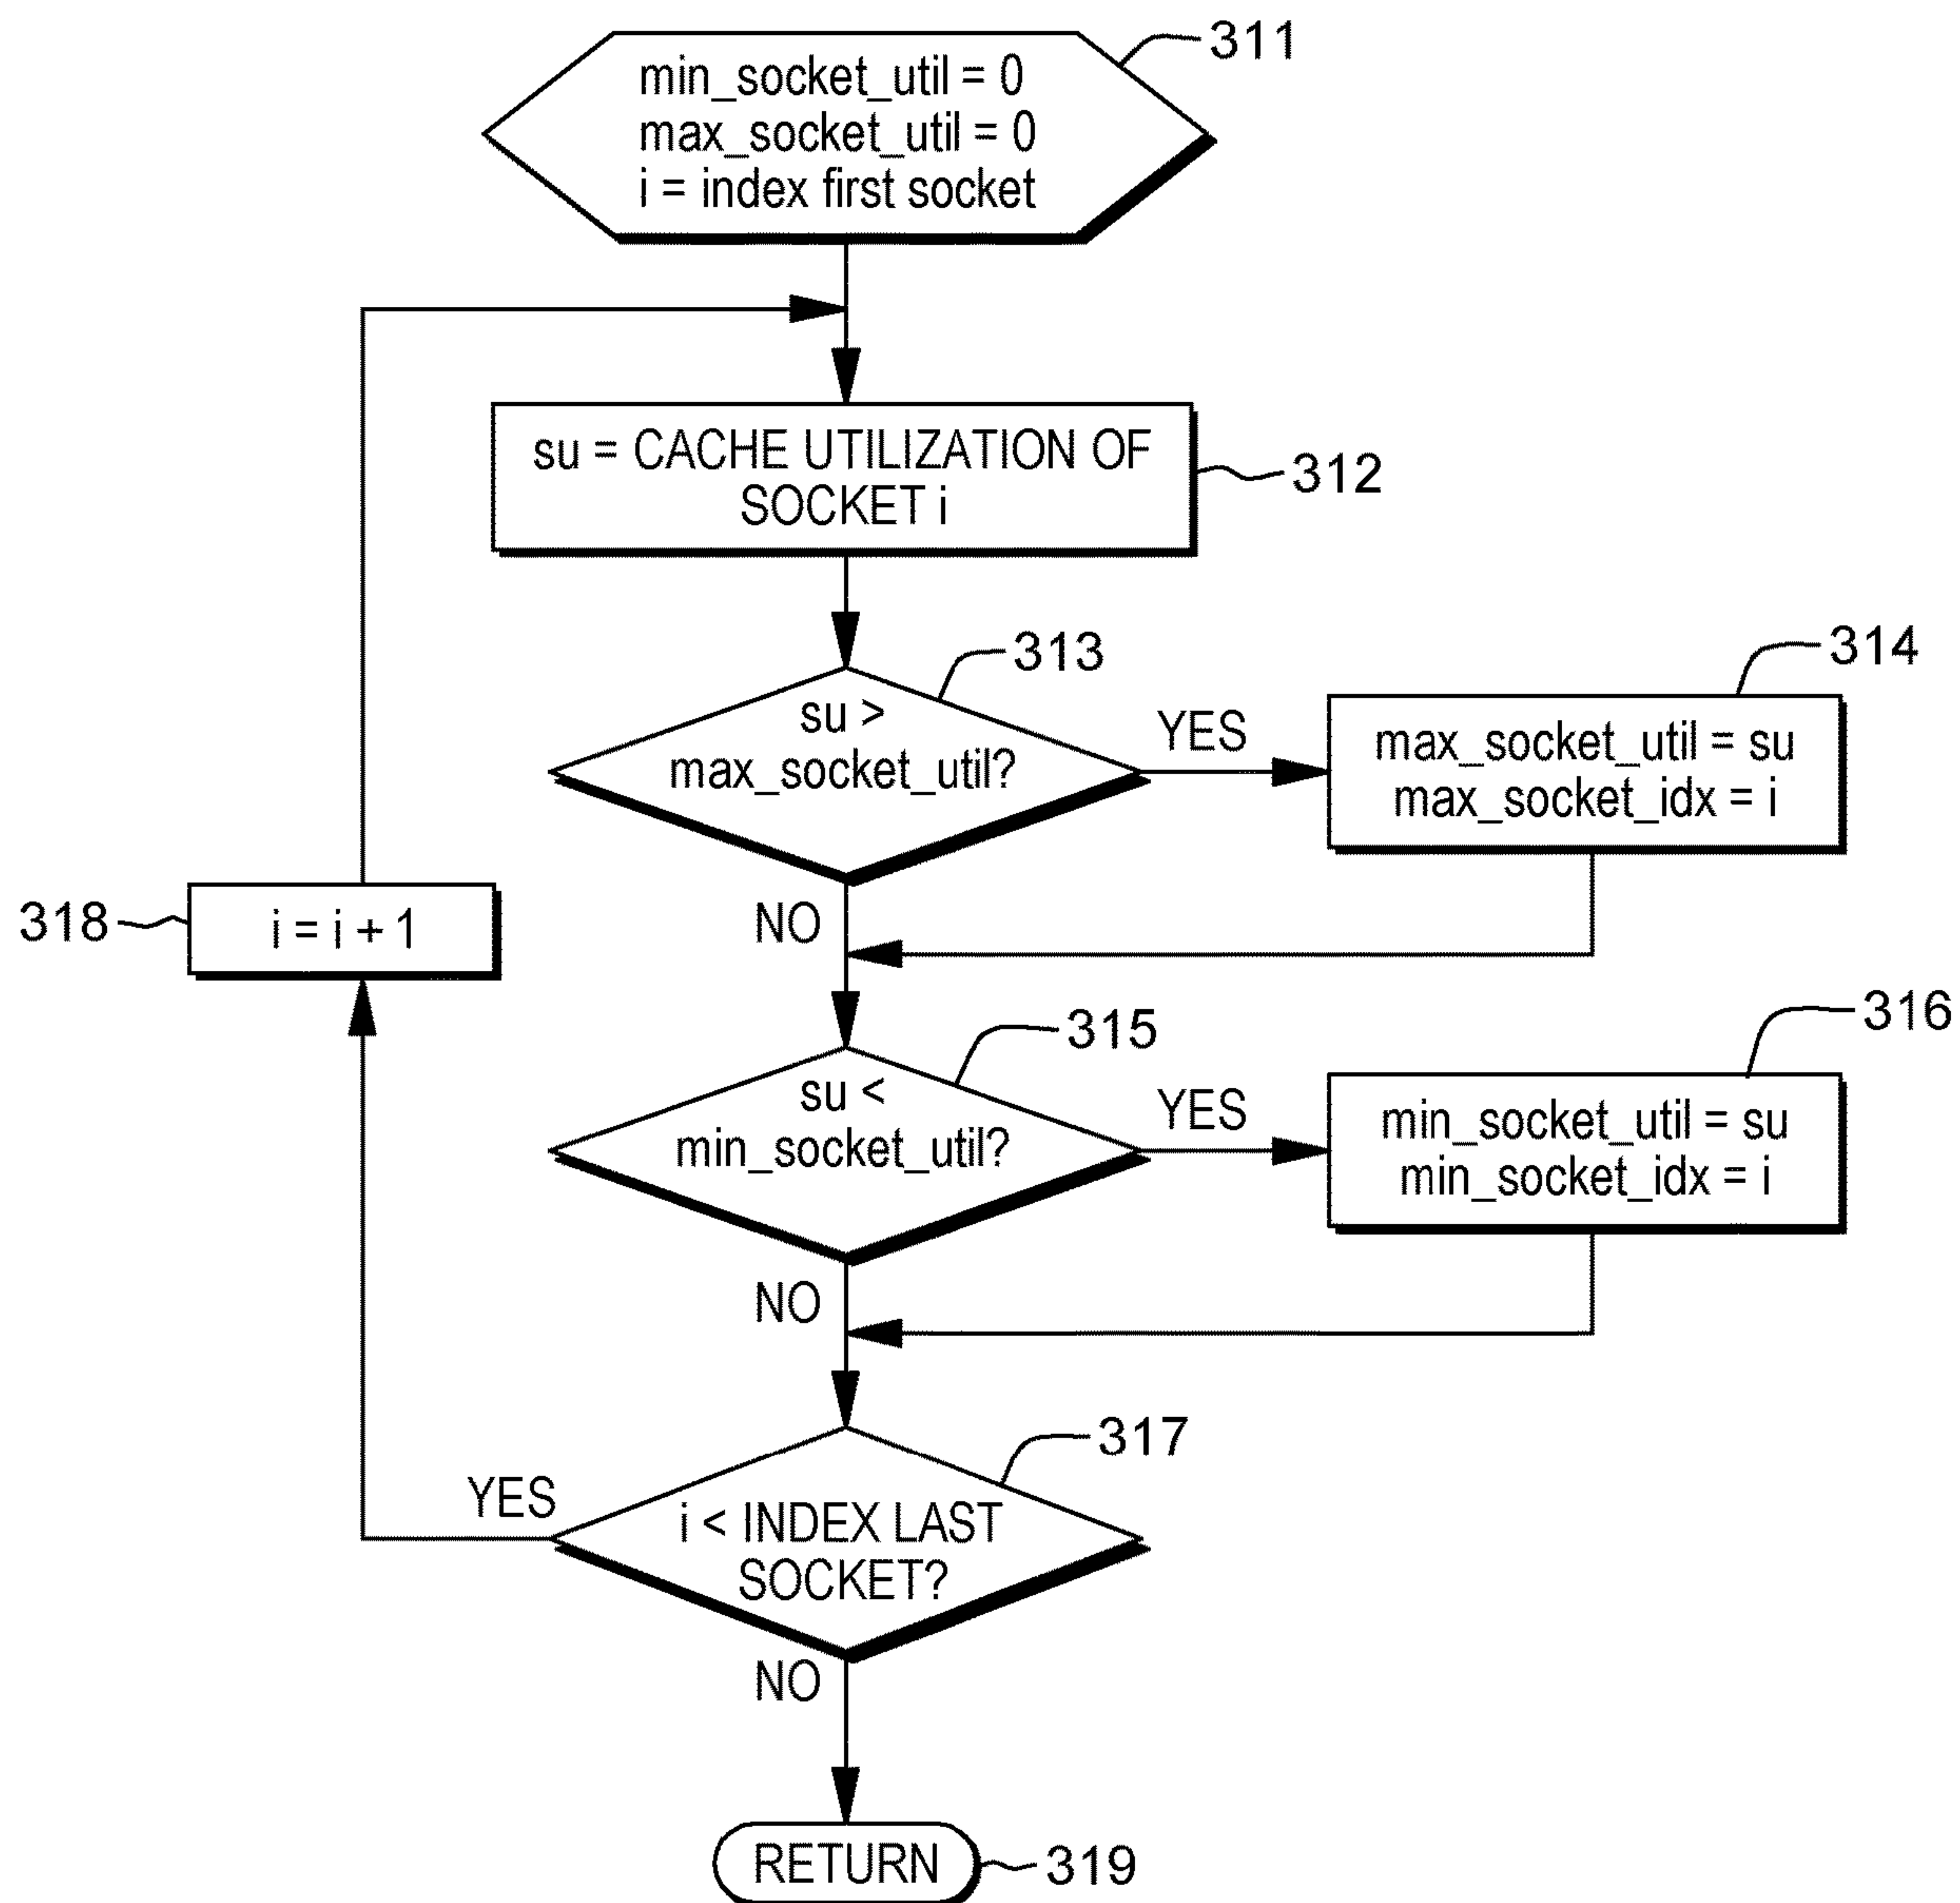 311
min_socket_util = 0
max_socket_util = 0
i = index first socket
su = CACHE UTILIZATION OF
SOCKET i
312
313
su >
max_socket_util?
YES
314
max_socket_util = su
max_socket_idx = i
318
i = i + 1
NO
315
su <
min_socket_util?
YES
316
min_socket_util = su
min_socket_idx = i
NO
317
YES
i < INDEX LAST
SOCKET?
NO
RETURN
319